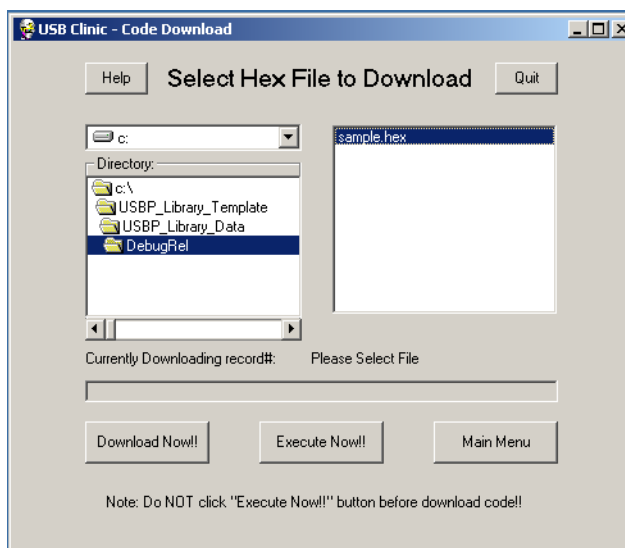 USB Clinic - Code Download
Help
Select Hex File to Download
Quit
c:
sample.hex
Directory:
c:\
USBP_Library_Template
USBP_Library_Data
DebugRel
Currently Downloading record#:
Please Select File
Download Now!!
Execute Now!!
Main Menu
Note: Do NOT click "Execute Now!!" button before download code!!